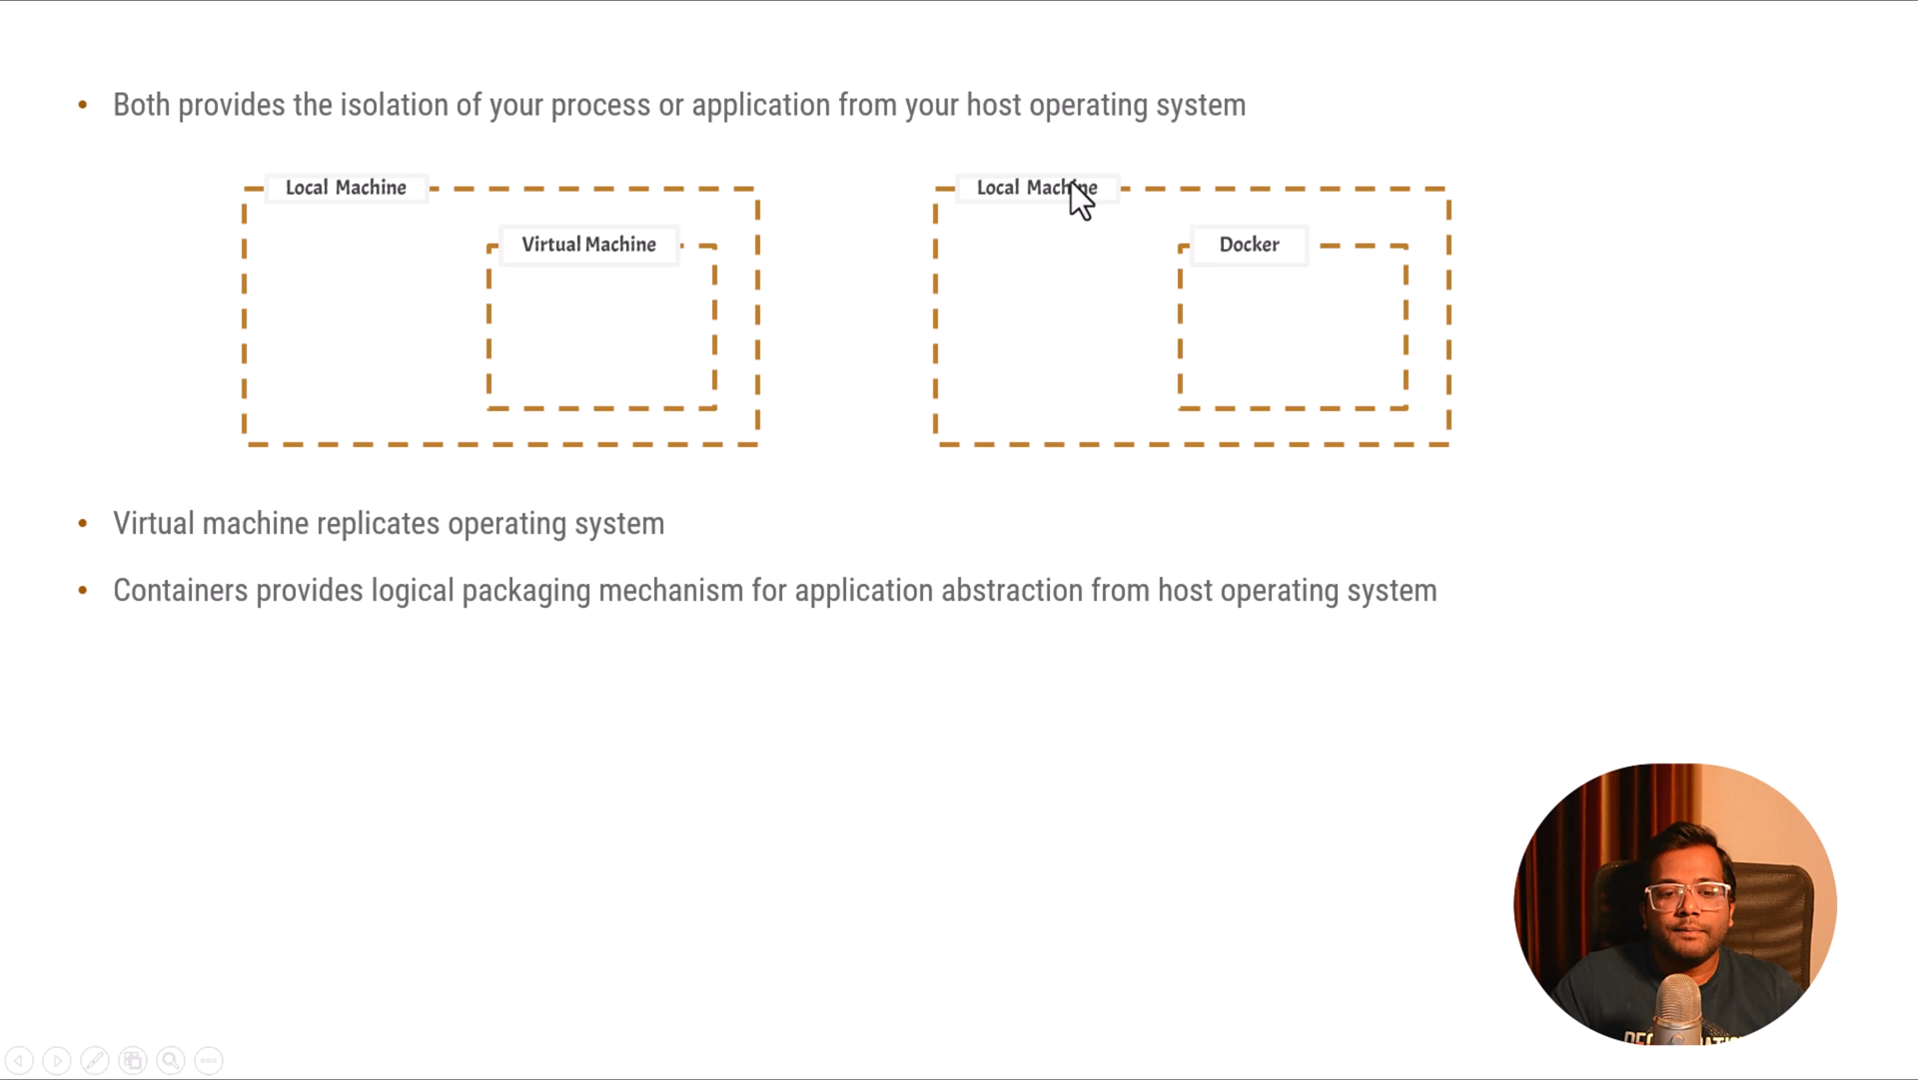 Both provides the isolation of your process or application from your host operating system
Local Machine
Local Machine
Virtual Machine
Docker
Virtual machine replicates operating system
Containers provides logical packaging mechanism for application abstraction from host operating system